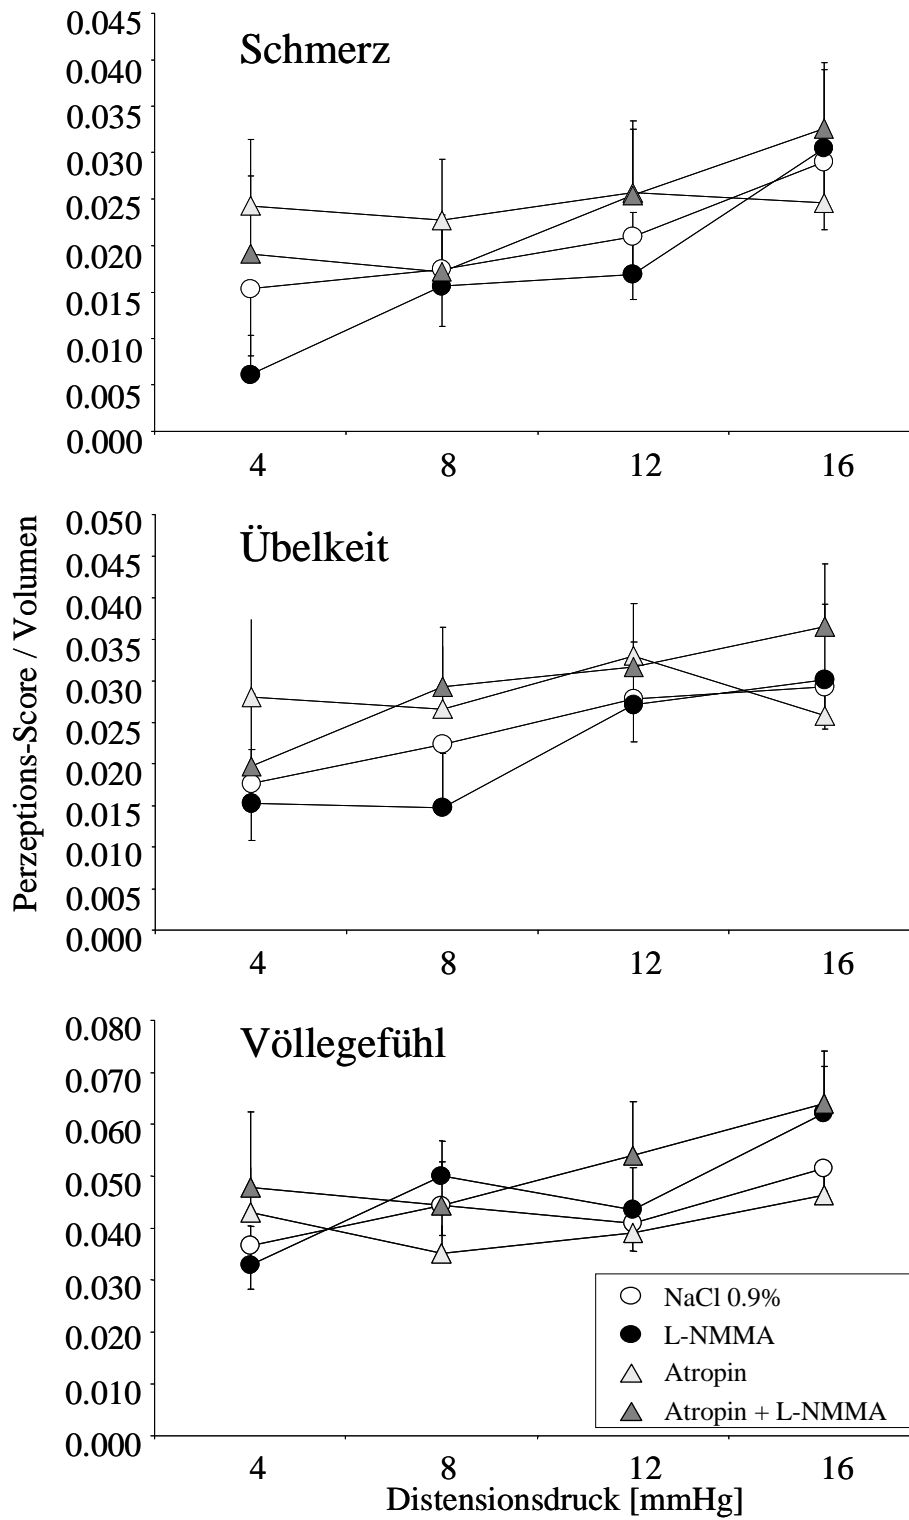 Schmerz
0.045
0.040
0.035
0.030
0.025
0.020
0.015
0.010
0.005
0.000
4 8 12 16
Perzeptions-Score / Volumen
Übelkeit
0.050
0.045
0.040
0.035
0.030
0.025
0.020
0.015
0.010
0.005
0.000
4 8 12 16
Völlegefühl
0.080
0.070
0.060
0.050
0.040
0.030
0.020
0.010
0.000
NaCl 0.9%
L-NMMA
Atropin
Atropin + L-NMMA
4 8 12 16
Distensionsdruck [mmHg]